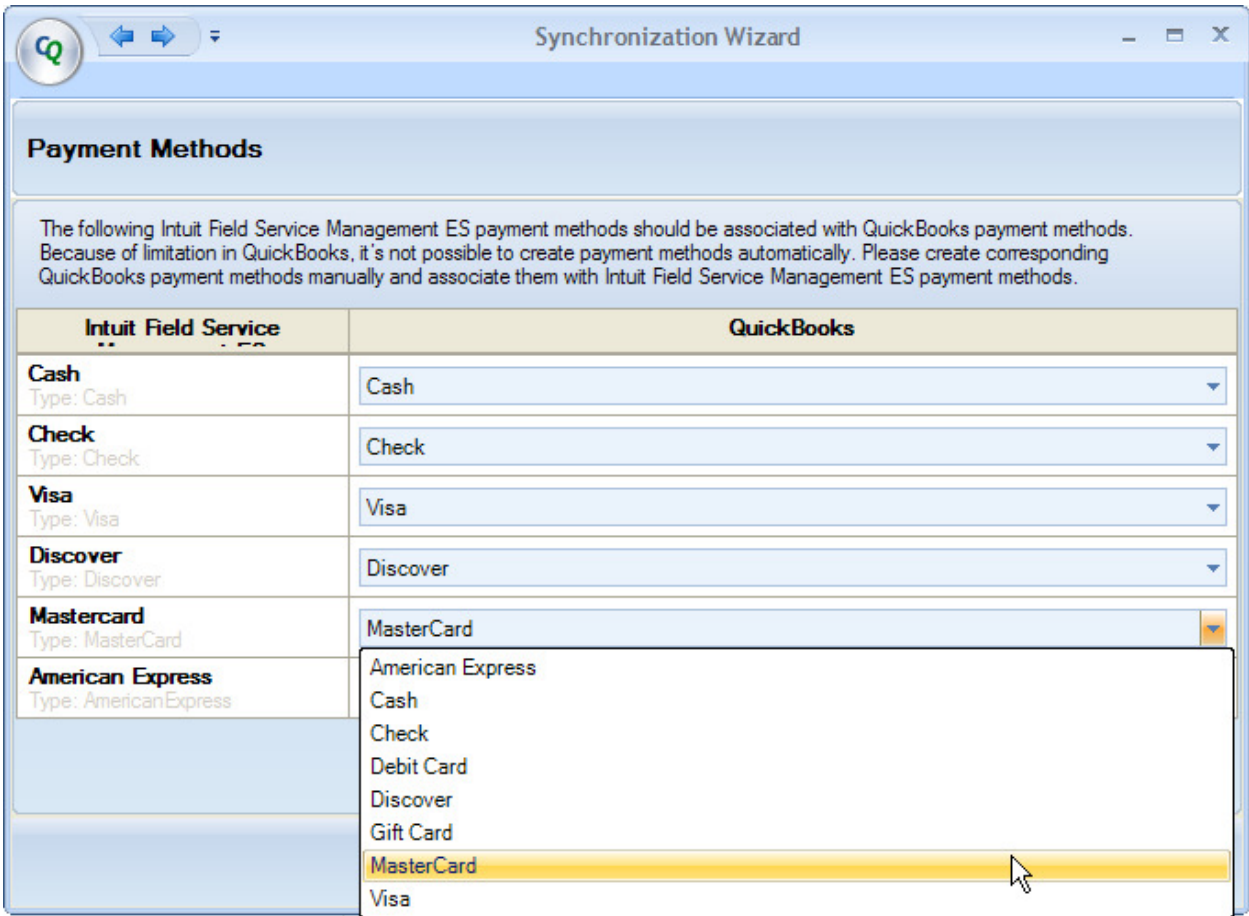 CQ
Synchronization Wizard
Payment Methods
The following Intuit Field Service Management ES payment methods should be associated with QuickBooks payment methods.
Because of limitation in QuickBooks, it's not possible to create payment methods automatically. Please create corresponding
QuickBooks payment methods manually and associate them with Intuit Field Service Management ES payment methods.
Intuit Field Service
QuickBooks
Cash
Type: Cash
Cash
Check
Type: Check
Check
Visa
Type: Visa
Visa
Discover
Type: Discover
Discover
Mastercard
Type: MasterCard
MasterCard
American Express
Type: AmericanExpress
American Express
Cash
Check
Debit Card
Discover
Gift Card
MasterCard
Visa